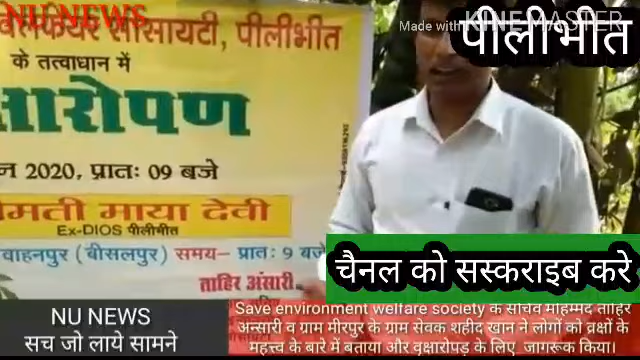 NU NEWS
Made with KINEMASTER
पीलीभीत
वेलफेयर सोसायटी, पीलीभीत
के तत्वाधान में
क्षारोपण
न 2020, प्रातः 09 बजे
मती माया देवी
Ex-DIOS पीलीभीत
वाहनपुर (बीसलपुर) समय- प्रातः 9 बजे
ताहिर अंसारी
चैनल को सस्कराइब करे
NU NEWS
सच जो लाये सामने
Save environment welfare society के सचिव मोहम्मद ताहिर
अन्सारी व ग्राम मीरपुर के ग्राम सेवक शहीद खान ने लोगों को व्रक्षों के
महत्त्व के बारे में बताया और वृक्षारोपड़ के लिए जागरूक किया।